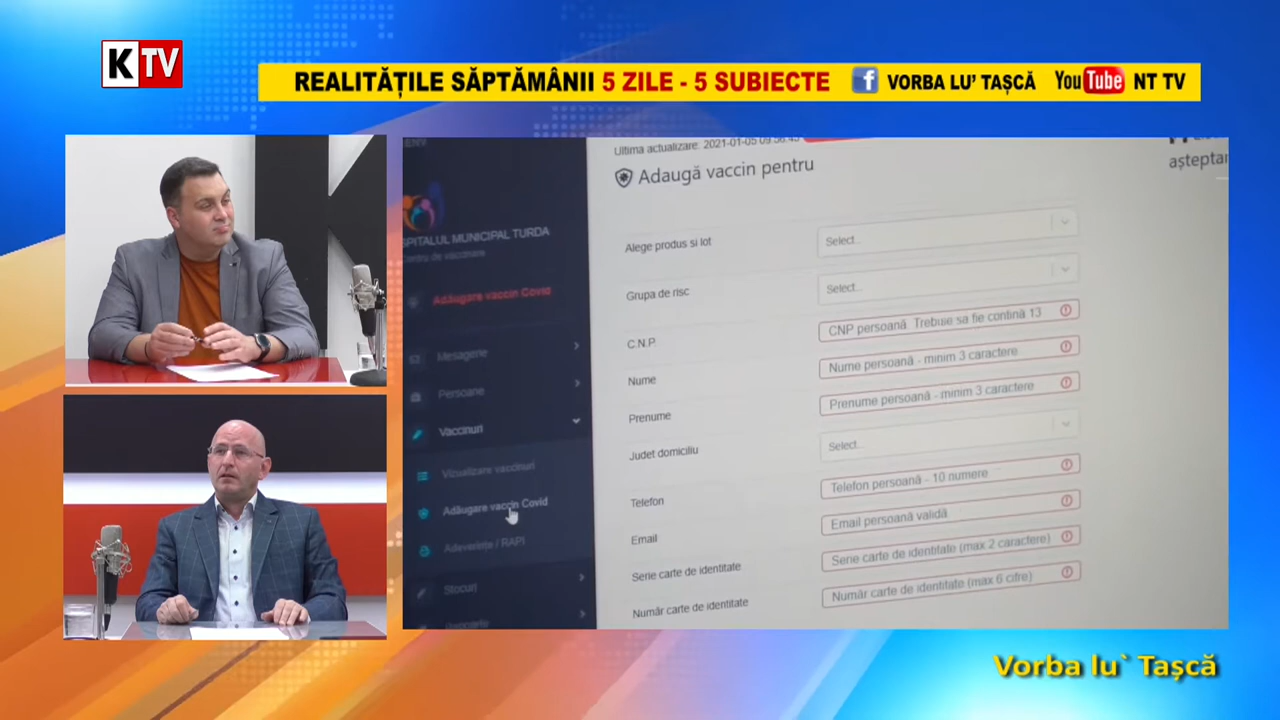 K TV
REALITĂȚILE SĂPTĂMÂNII 5 ZILE - 5 SUBIECTE f VORBA LU’ TAȘCĂ YouTube NT TV
Ultima actualizare: 2021-01-05
Adaugă vaccin pentru
SPITALUL MUNICIPAL TURDA
Centru de vaccinare
Adăugare vaccin Covid
Mesagerie
Persoane
Vaccinuri
Vizualizare vaccinuri
Adăugare vaccin Covid
Adeverințe / RAPI
Stocuri
Alege produs si lot
Select...
Grupa de risc
Select...
C.N.P.
CNP persoană. Trebuie sa fie contină 13
Nume
Nume persoană - minim 3 caractere
Prenume
Prenume persoană - minim 3 caractere
Judet domiciliu
Select...
Telefon
Telefon persoană - 10 numere
Email
Email persoană validă
Serie carte de identitate
Serie carte de identitate (max 2 caractere)
Număr carte de identitate
Număr carte de identitate (max 6 cifre)
Vorba lu` Tașcă